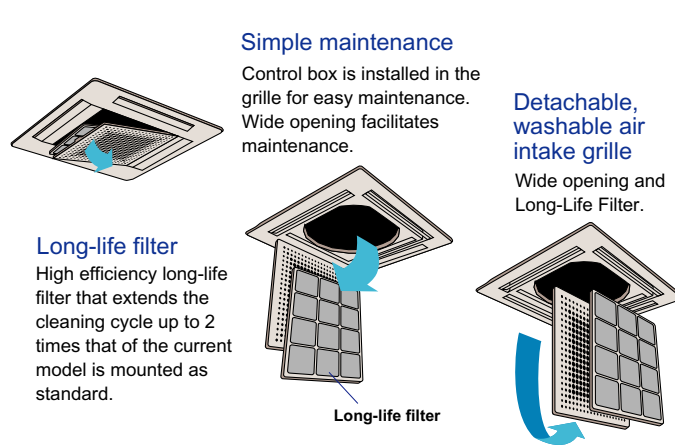 Simple maintenance
Control box is installed in the
grille for easy maintenance.
Wide opening facilitates
maintenance.
Detachable,
washable air
intake grille
Wide opening and
Long-Life Filter.
Long-life filter
High efficiency long-life
filter that extends the
cleaning cycle up to 2
times that of the current
model is mounted as
standard.
Long-life filter